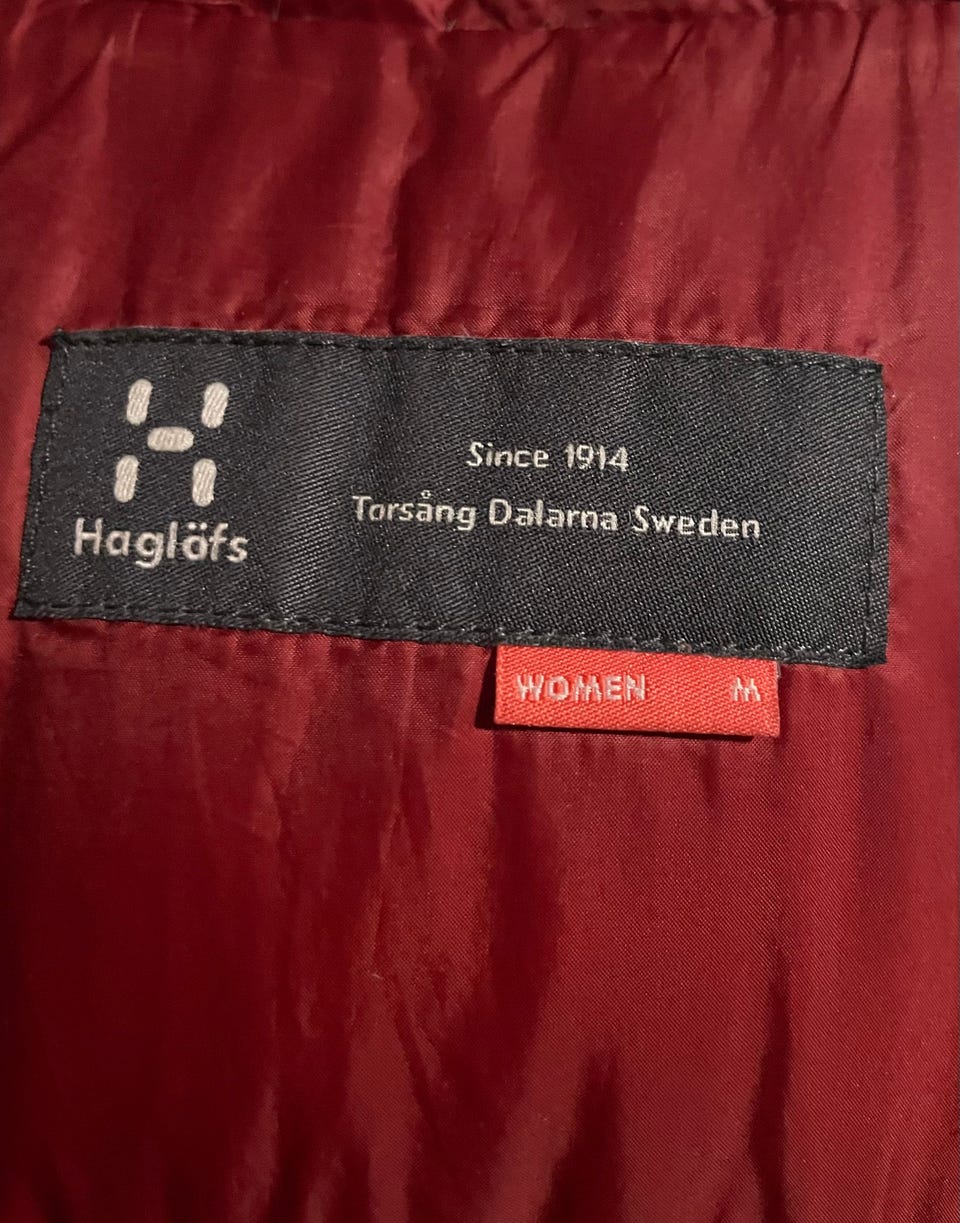 Haglöfs
Since 1914
Torsång Dalarna Sweden
WOMEN M